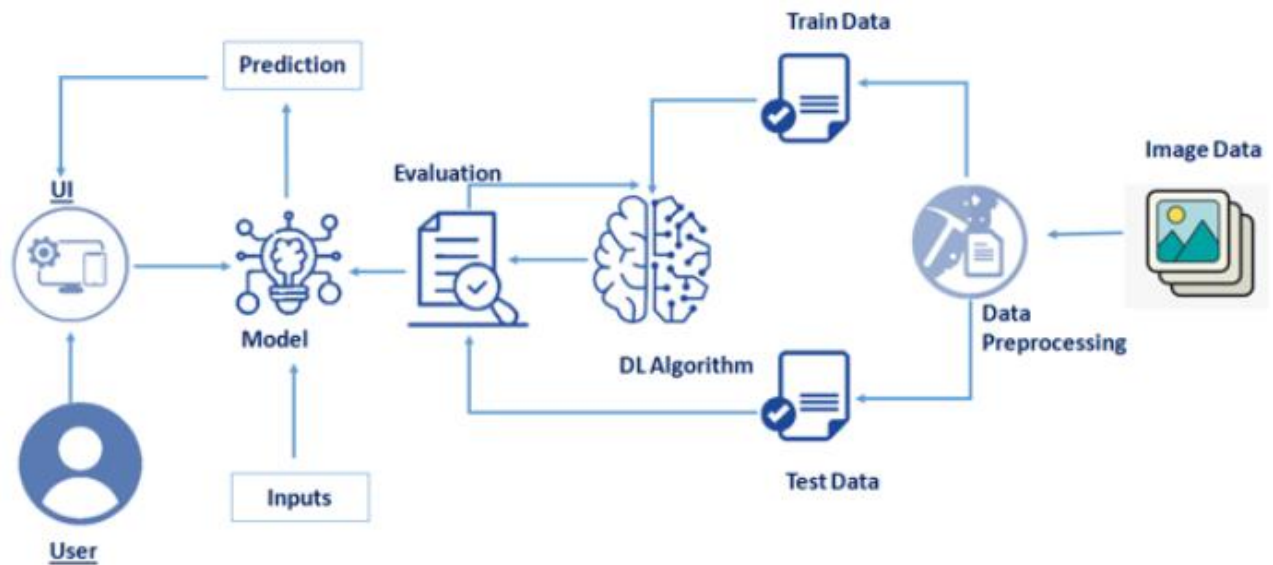 Train Data
Prediction
Image Data
Evaluation
UI
Data
Preprocessing
Model
DL Algorithm
Test Data
Inputs
User